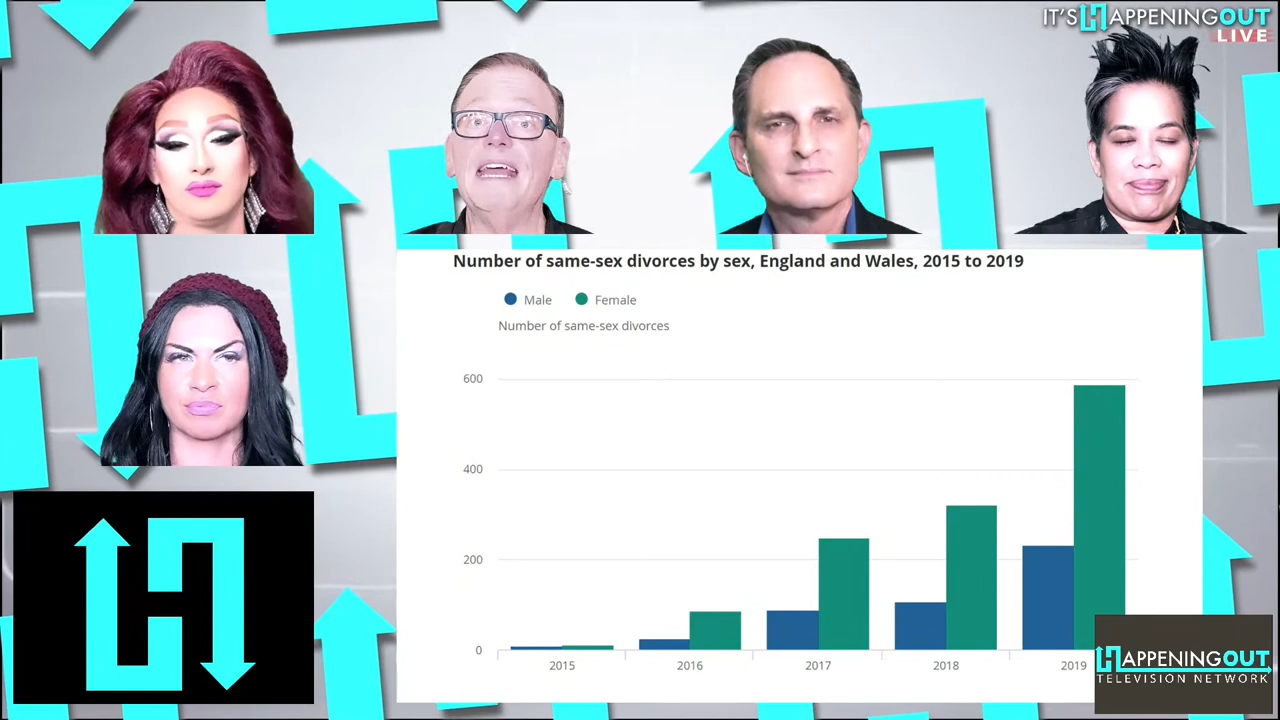 IT'S HAPPENINGOUT
LIVE
Number of same-sex divorces by sex, England and Wales, 2015 to 2019
Male Female
Number of same-sex divorces
600
400
200
0
2015 2016 2017 2018 2019
HAPPENINGOUT
TELEVISION NETWORK